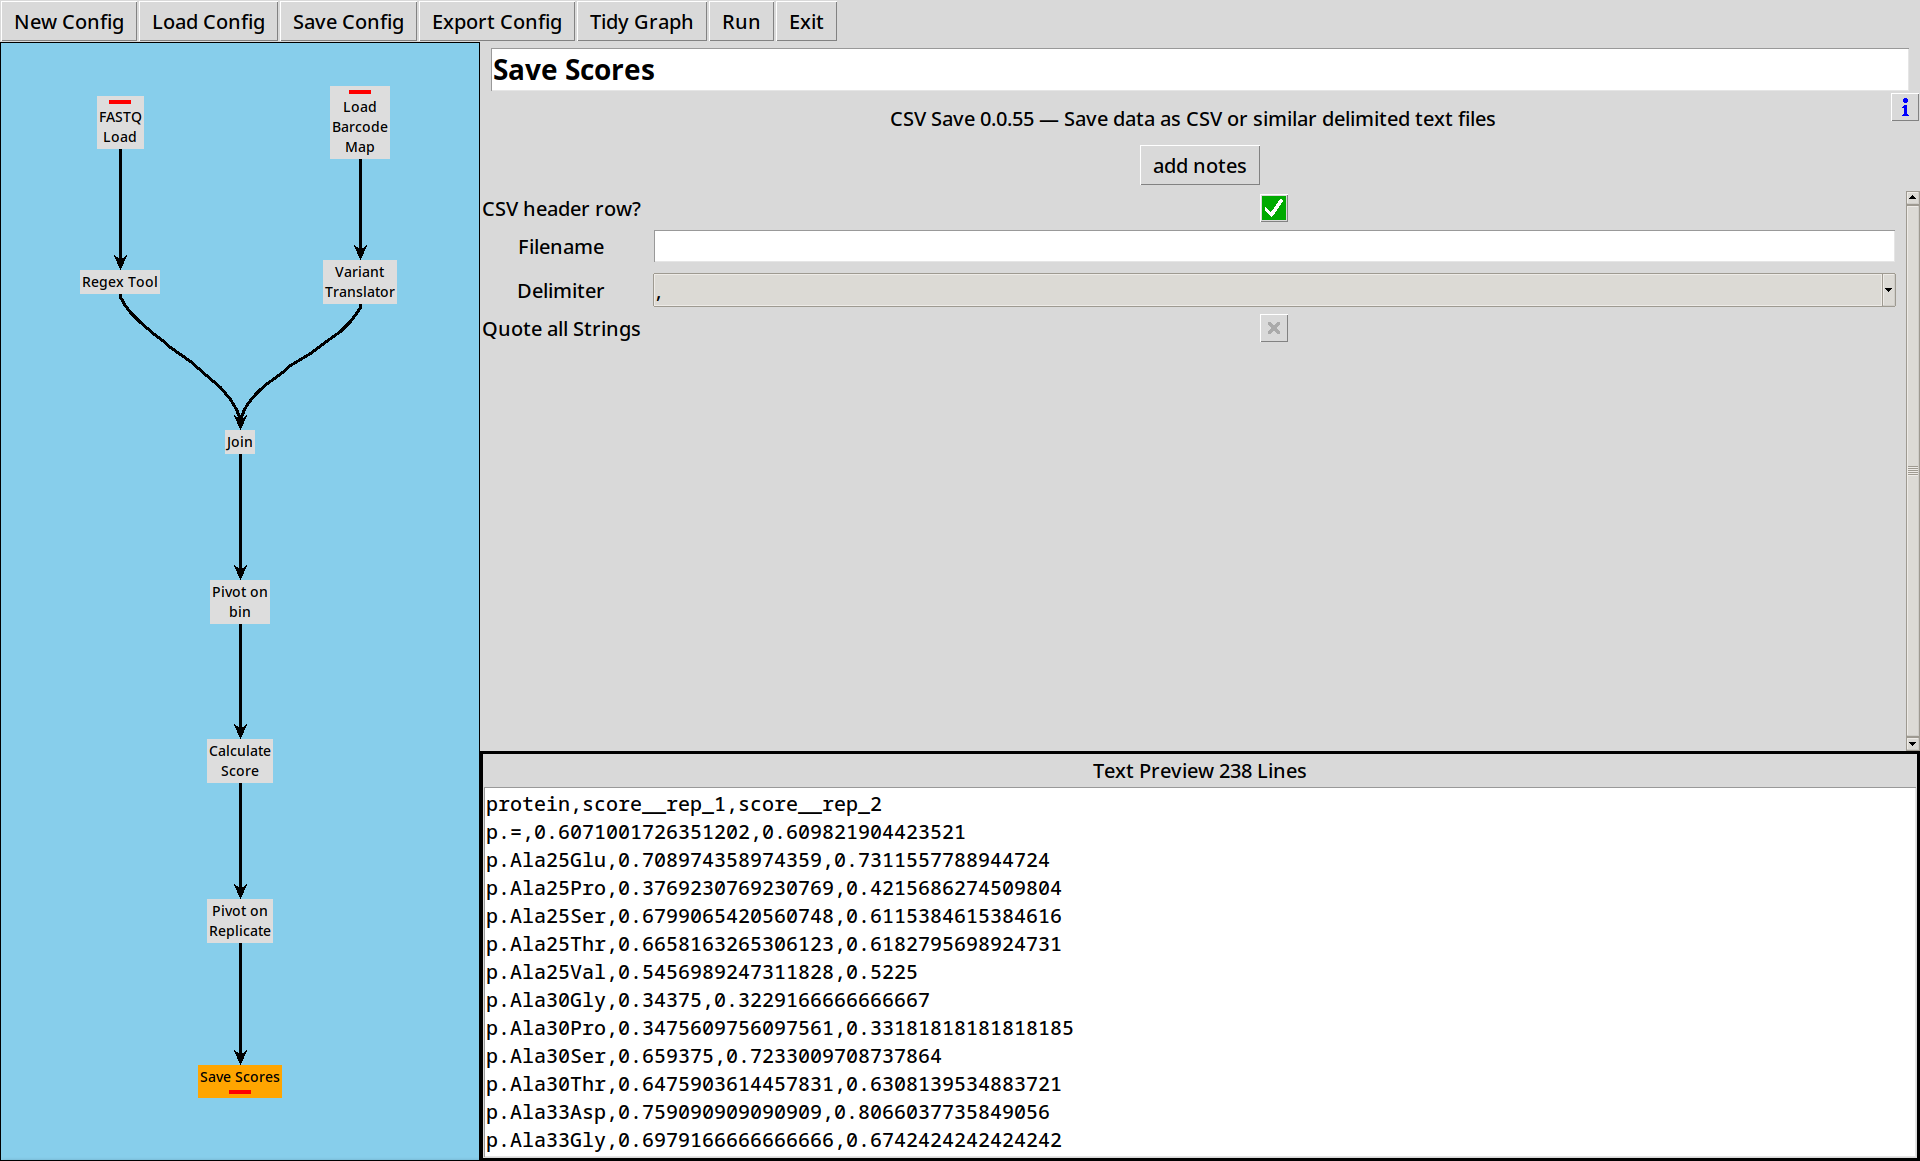 New Config Load Config Save Config Export Config Tidy Graph Run Exit
FASTQ
Load
Load
Barcode
Map
Regex Tool
Variant
Translator
Join
Pivot on
bin
Calculate
Score
Pivot on
Replicate
Save Scores
Save Scores
CSV Save 0.0.55 — Save data as CSV or similar delimited text files
i
add notes
CSV header row?
Filename
Delimiter ,
Quote all Strings
Text Preview 238 Lines
protein,score__rep_1,score__rep_2
p.=,0.6071001726351202,0.609821904423521
p.Ala25Glu,0.708974358974359,0.7311557788944724
p.Ala25Pro,0.3769230769230769,0.4215686274509804
p.Ala25Ser,0.6799065420560748,0.6115384615384616
p.Ala25Thr,0.6658163265306123,0.6182795698924731
p.Ala25Val,0.5456989247311828,0.5225
p.Ala30Gly,0.34375,0.3229166666666667
p.Ala30Pro,0.3475609756097561,0.33181818181818185
p.Ala30Ser,0.659375,0.7233009708737864
p.Ala30Thr,0.6475903614457831,0.6308139534883721
p.Ala33Asp,0.759090909090909,0.8066037735849056
p.Ala33Gly,0.6979166666666666,0.6742424242424242